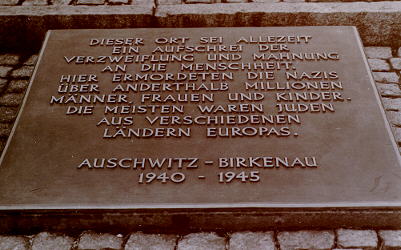 DIESER ORT SEI ALLEZEIT
EIN AUFSCHREI DER
VERZWEIFLUNG UND MAHNUNG
AN DIE MENSCHHEIT.
HIER ERMORDETEN DIE NAZIS
ÜBER ANDERTHALB MILLIONEN
MÄNNER, FRAUEN UND KINDER.
DIE MEISTEN WAREN JUDEN
AUS VERSCHIEDENEN
LÄNDERN EUROPAS.
AUSCHWITZ - BIRKENAU
1940 - 1945